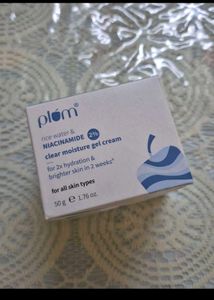 plum
rice water &
NIACINAMIDE 2%
clear moisture gel cream
for 2x hydration &
brighter skin in 2 weeks*
for all skin types
50 g ℮ 1.76 oz.